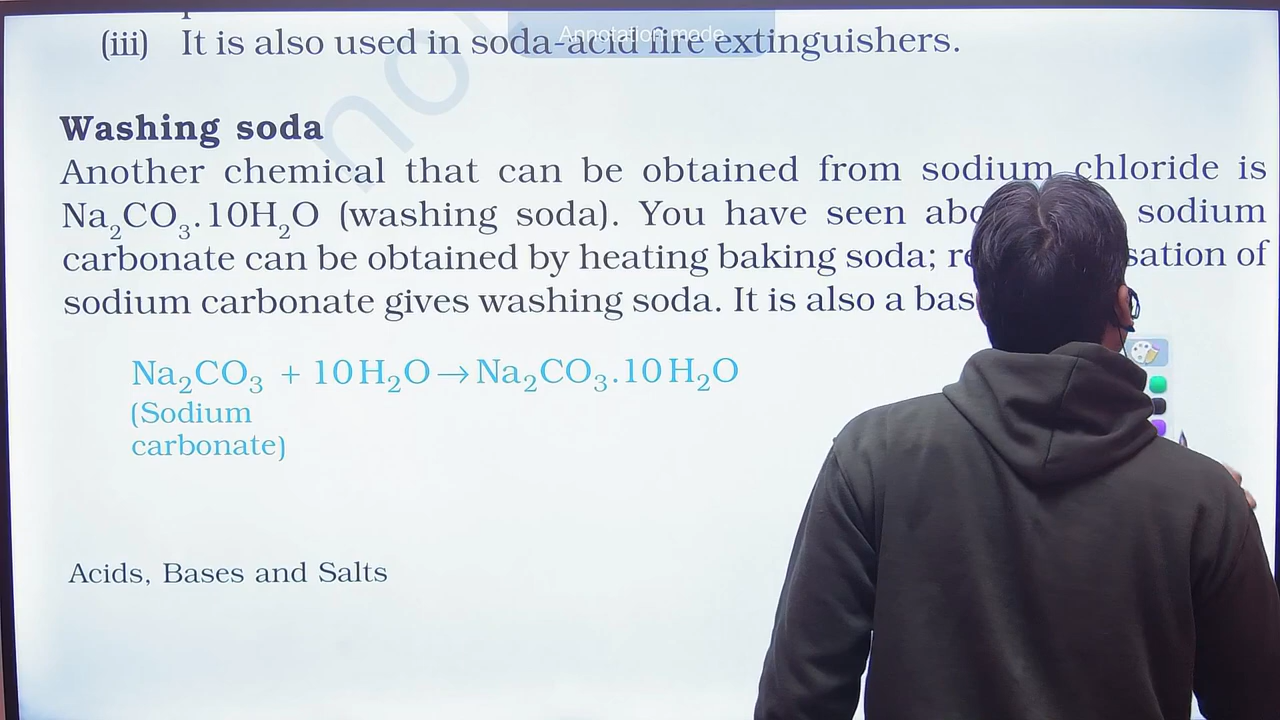 (iii) It is also used in soda-acid fire extinguishers.
Annotation mode
no
Washing soda
Another chemical that can be obtained from sodium chloride is
Na₂CO₃.10H₂O (washing soda). You have seen sodium
carbonate can be obtained by heating baking soda; of
sodium carbonate gives washing soda. It is also a
Na₂CO₃ + 10H₂O → Na₂CO₃.10H₂O
(Sodium
carbonate)
Acids, Bases and Salts